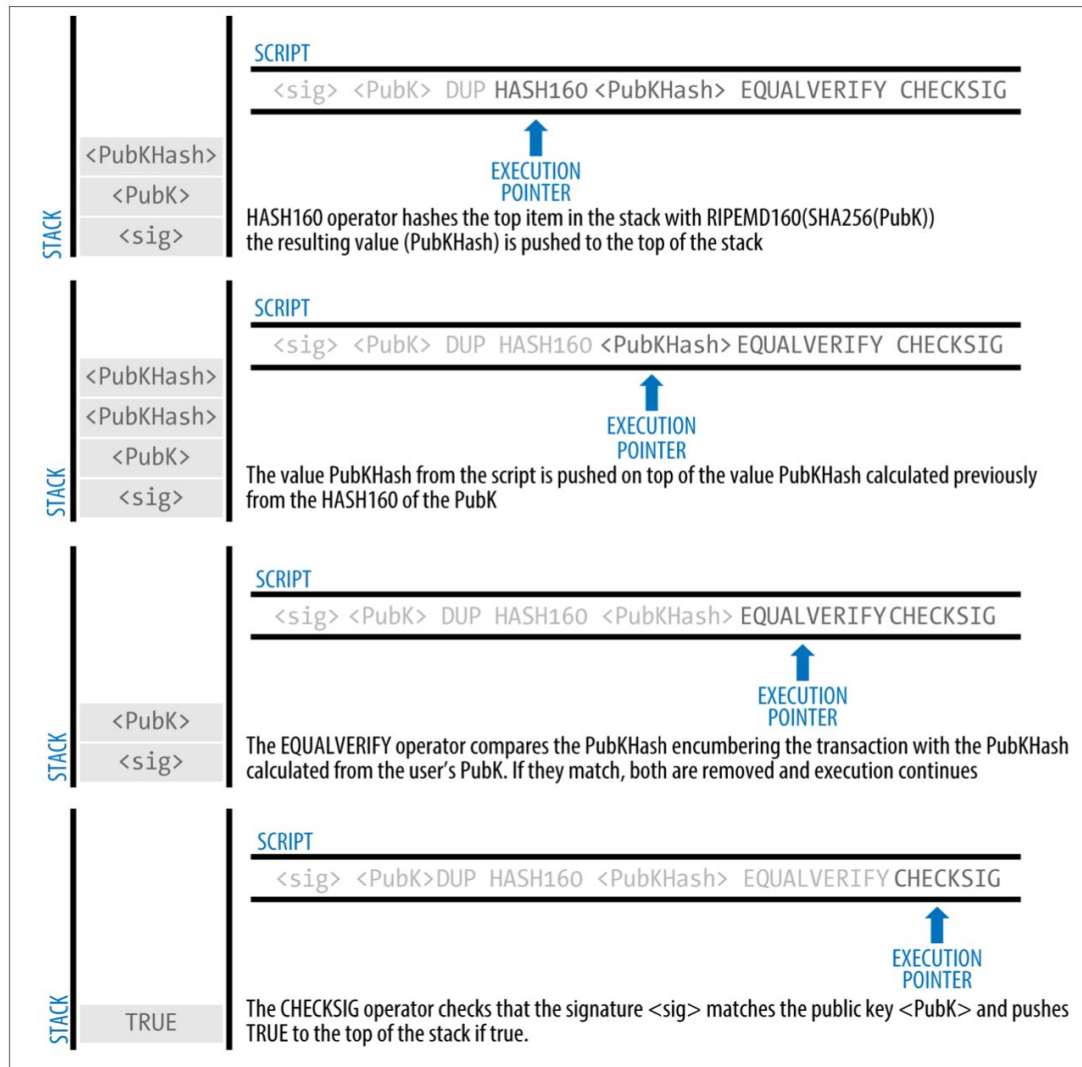 SCRIPT
<sig> <PubK> DUP HASH160 <PubKHash> EQUALVERIFY CHECKSIG
EXECUTION
POINTER
<PubKHash>
<PubK>
<sig>
STACK
HASH160 operator hashes the top item in the stack with RIPEMD160(SHA256(PubK))
the resulting value (PubKHash) is pushed to the top of the stack
SCRIPT
<sig> <PubK> DUP HASH160 <PubKHash> EQUALVERIFY CHECKSIG
EXECUTION
POINTER
<PubKHash>
<PubKHash>
<PubK>
<sig>
STACK
The value PubKHash from the script is pushed on top of the value PubKHash calculated previously
from the HASH160 of the PubK
SCRIPT
<sig> <PubK> DUP HASH160 <PubKHash> EQUALVERIFY CHECKSIG
EXECUTION
POINTER
<PubK>
<sig>
STACK
The EQUALVERIFY operator compares the PubKHash encumbering the transaction with the PubKHash
calculated from the user’s PubK. If they match, both are removed and execution continues
SCRIPT
<sig> <PubK>DUP HASH160 <PubKHash> EQUALVERIFY CHECKSIG
EXECUTION
POINTER
TRUE
STACK
The CHECKSIG operator checks that the signature <sig> matches the public key <PubK> and pushes
TRUE to the top of the stack if true.